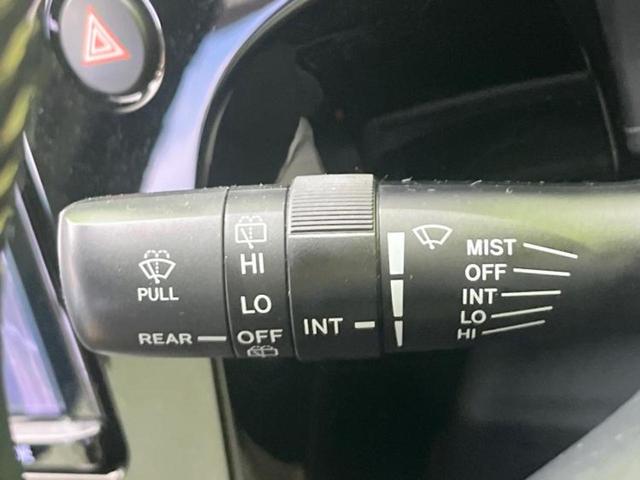 PULL
REAR
HI
LO
OFF
INT
MIST
OFF
INT
LO
HI